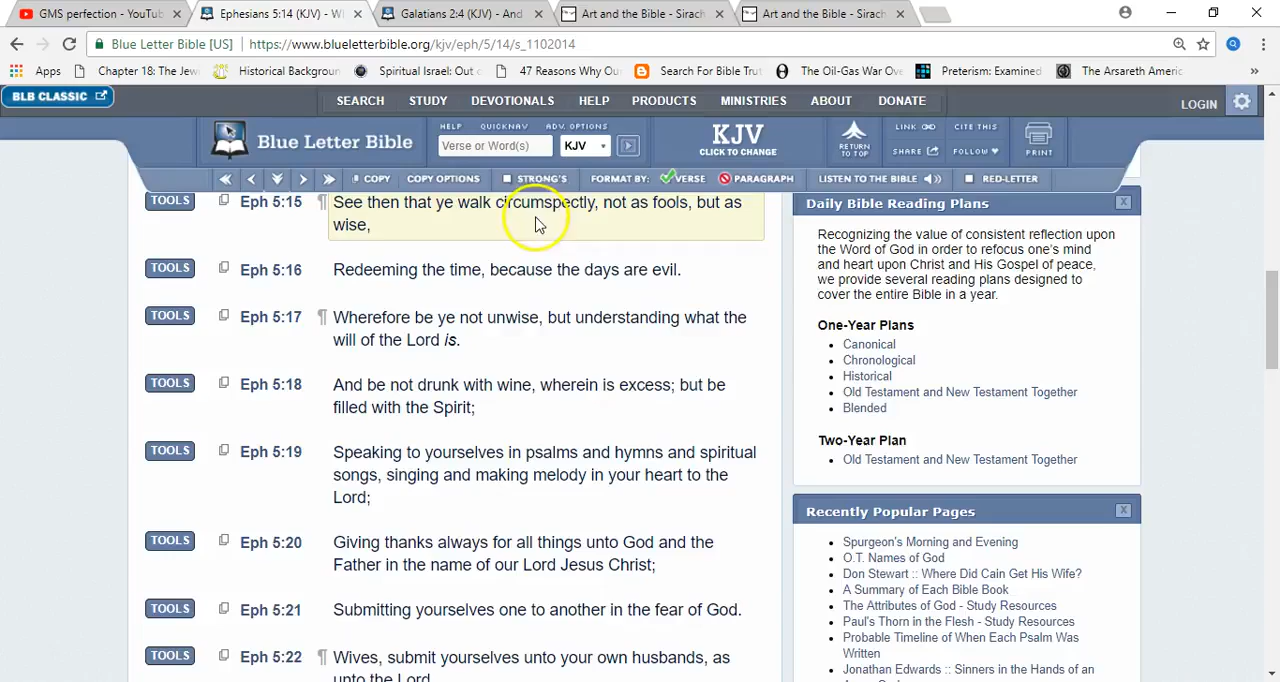 GMS perfection - YouTub
Ephesians 5:14 (KJV) - W
Galatians 2:4 (KJV) - And
Art and the Bible - Sirach
Art and the Bible - Sirach
Blue Letter Bible [US]
https://www.blueletterbible.org/kjv/eph/5/14/s_1102014
Apps
Chapter 18: The Jew
Historical Backgroun
Spiritual Israel: Out o
47 Reasons Why Ou
Search For Bible Trut
The Oil-Gas War Ov
Preterism: Examined
The Arsareth Americ
»
BLB CLASSIC
SEARCH STUDY DEVOTIONALS HELP PRODUCTS MINISTRIES ABOUT DONATE
LOGIN
Blue Letter Bible
HELP QUICKNAV ADV. OPTIONS
Verse or Word(s)
KJV
KJV
CLICK TO CHANGE
RETURN
TO TOP
LINK
CITE THIS
SHARE
FOLLOW
PRINT
COPY COPY OPTIONS STRONG'S FORMAT BY: VERSE PARAGRAPH LISTEN TO THE BIBLE RED-LETTER
TOOLS Eph 5:15 ¶ See then that ye walk circumspectly, not as fools, but as
wise,
TOOLS Eph 5:16 Redeeming the time, because the days are evil.
TOOLS Eph 5:17 ¶ Wherefore be ye not unwise, but understanding what the
will of the Lord is.
TOOLS Eph 5:18 And be not drunk with wine, wherein is excess; but be
filled with the Spirit;
TOOLS Eph 5:19 Speaking to yourselves in psalms and hymns and spiritual
songs, singing and making melody in your heart to the
Lord;
TOOLS Eph 5:20 Giving thanks always for all things unto God and the
Father in the name of our Lord Jesus Christ;
TOOLS Eph 5:21 Submitting yourselves one to another in the fear of God.
TOOLS Eph 5:22 ¶ Wives, submit yourselves unto your own husbands, as
unto the Lord
Daily Bible Reading Plans
X
Recognizing the value of consistent reflection upon
the Word of God in order to refocus one's mind
and heart upon Christ and His Gospel of peace,
we provide several reading plans designed to
cover the entire Bible in a year.
One-Year Plans
Canonical
Chronological
Historical
Old Testament and New Testament Together
Blended
Two-Year Plan
Old Testament and New Testament Together
Recently Popular Pages
X
Spurgeon's Morning and Evening
O.T. Names of God
Don Stewart :: Where Did Cain Get His Wife?
A Summary of Each Bible Book
The Attributes of God - Study Resources
Paul's Thorn in the Flesh - Study Resources
Probable Timeline of When Each Psalm Was
Written
Jonathan Edwards :: Sinners in the Hands of an